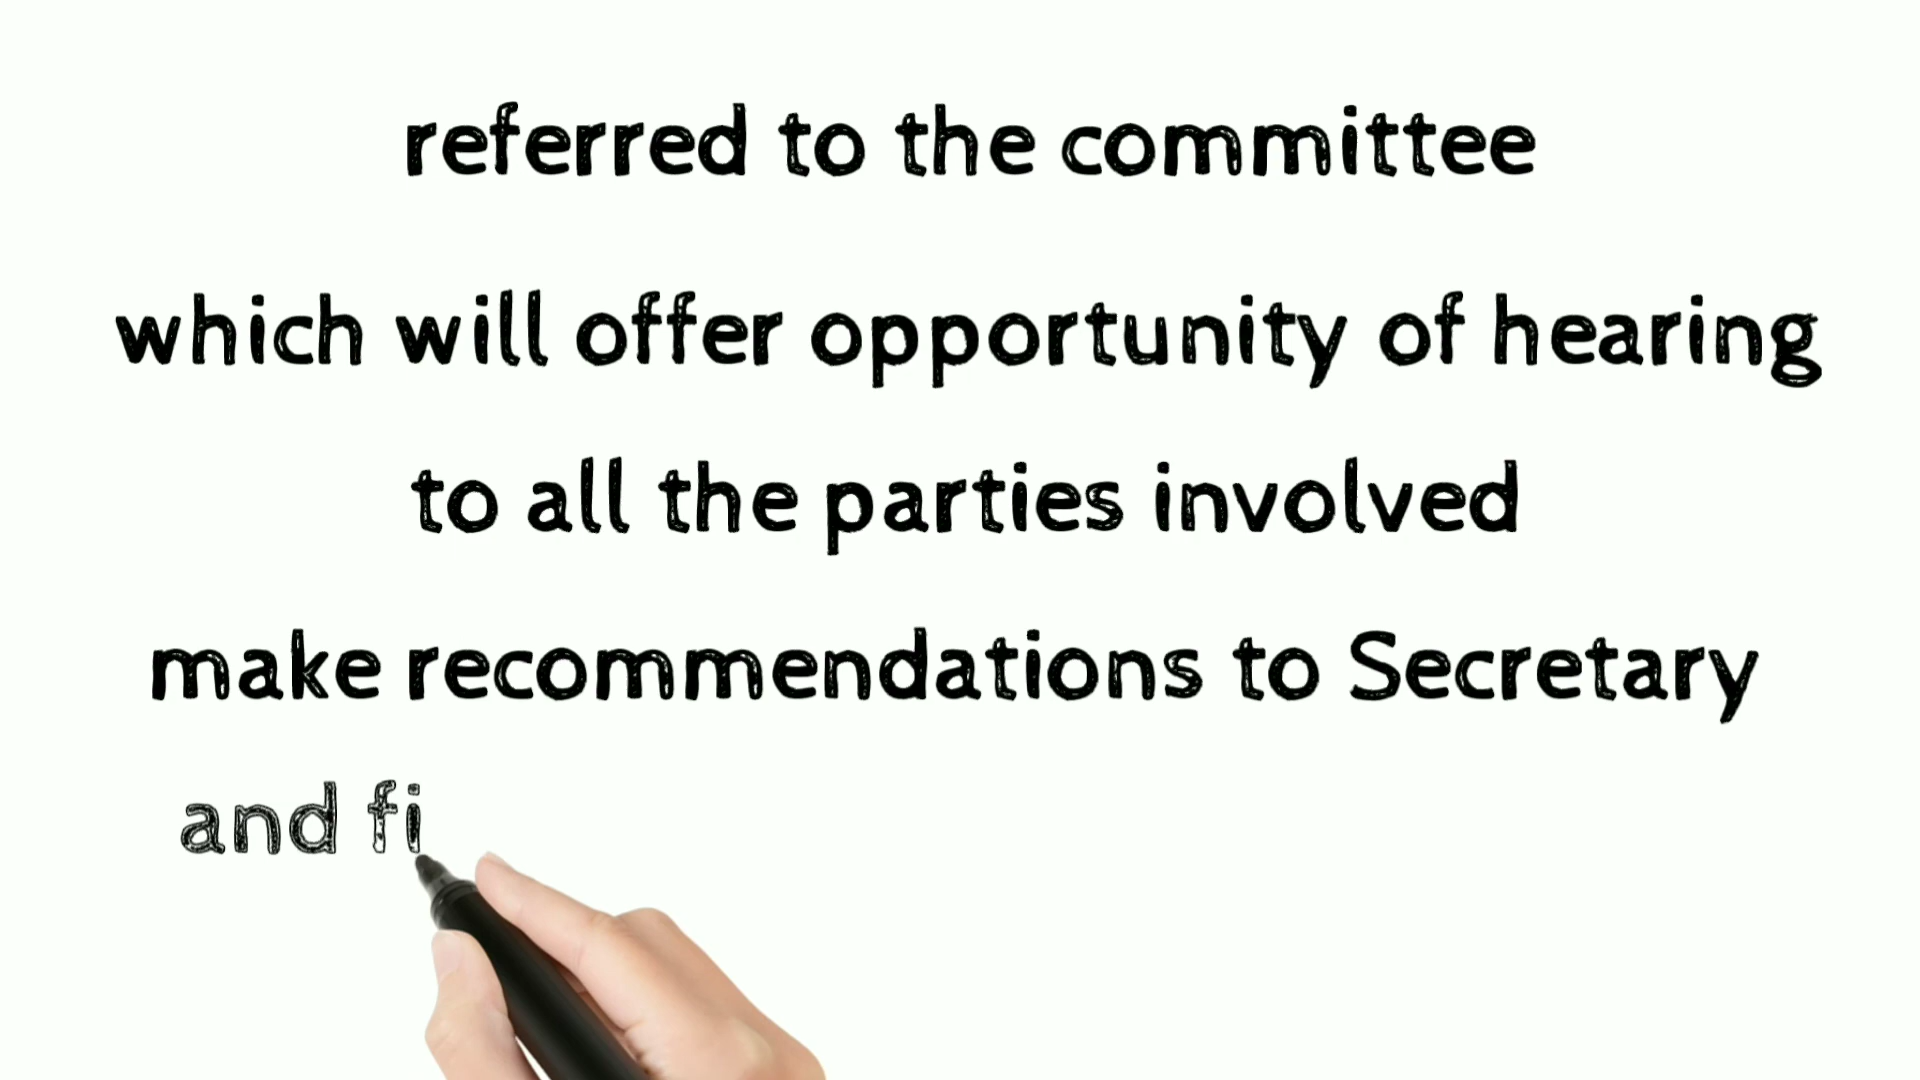 referred to the committee
which will offer opportunity of hearing
to all the parties involved
make recommendations to Secretary
and fi